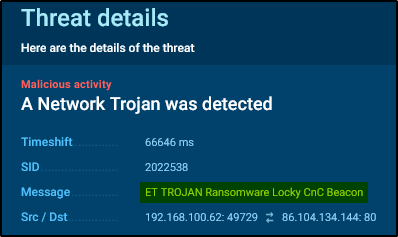 Threat details
Here are the details of the threat
Malicious activity
A Network Trojan was detected
Timeshift 66646 ms
SID 2022538
Message ET TROJAN Ransomware Locky CnC Beacon
Src / Dst 192.168.100.62: 49729 ⇄ 86.104.134.144: 80